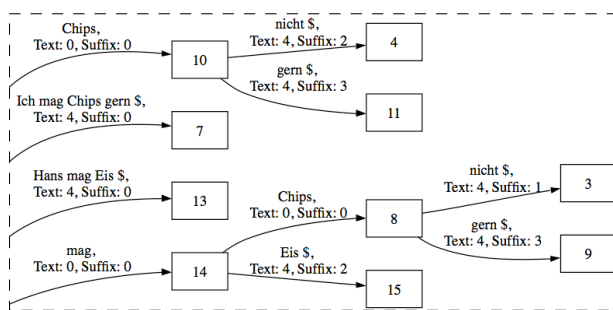 Chips,
Text: 0, Suffix: 0
10
nicht $,
Text: 4, Suffix: 2
4
gern $,
Text: 4, Suffix: 3
11
Ich mag Chips gern $,
Text: 4, Suffix: 0
7
Hans mag Eis $,
Text: 4, Suffix: 0
13
mag,
Text: 0, Suffix: 0
14
Chips,
Text: 0, Suffix: 0
8
nicht $,
Text: 4, Suffix: 1
3
gern $,
Text: 4, Suffix: 3
9
Eis $,
Text: 4, Suffix: 2
15